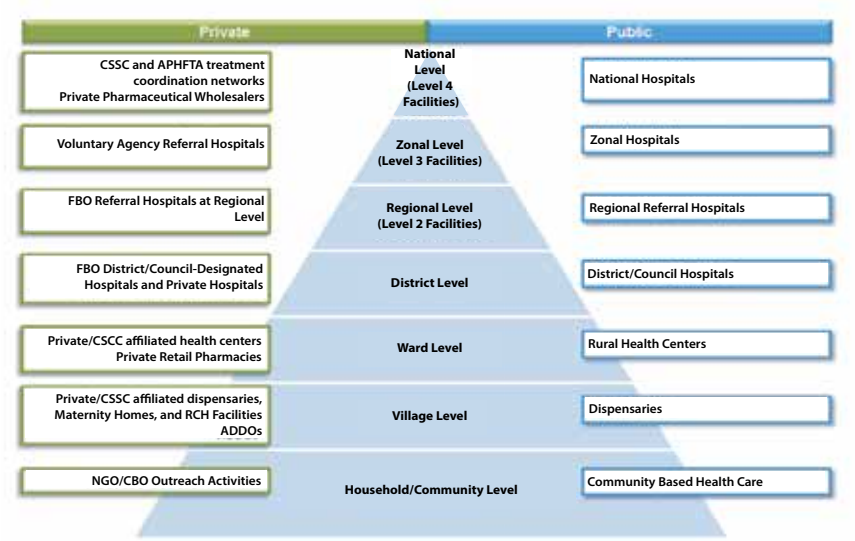 Private
Public
CSSC and APHFTA treatment
coordination networks
Private Pharmaceutical Wholesalers
National
Level
(Level 4
Facilities)
National Hospitals
Voluntary Agency Referral Hospitals
Zonal Level
(Level 3 Facilities)
Zonal Hospitals
FBO Referral Hospitals at Regional
Level
Regional Level
(Level 2 Facilities)
Regional Referral Hospitals
FBO District/Council-Designated
Hospitals and Private Hospitals
District Level
District/Council Hospitals
Private/CSCC affiliated health centers
Private Retail Pharmacies
Ward Level
Rural Health Centers
Private/CSSC affiliated dispensaries,
Maternity Homes, and RCH Facilities
ADDOs
Village Level
Dispensaries
NGO/CBO Outreach Activities
Household/Community Level
Community Based Health Care